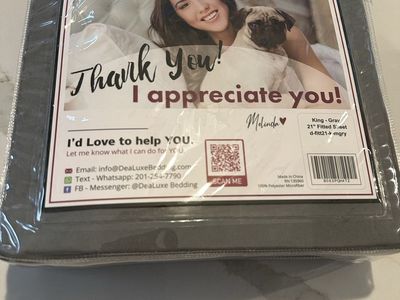 Thank You!
I appreciate you!
Melinda
I'd Love to help YOU.
Let me know what I can do for YOU.
Email: info@DeaLuxeBedding.com
Text - Whatsapp: 201-254-7790
FB - Messenger: @DeaLuxe Bedding
SCAN ME
King - Gray
21" Fitted Sheet
d-fitt21-kmgry
Made in China
100% Polyester Microfiber